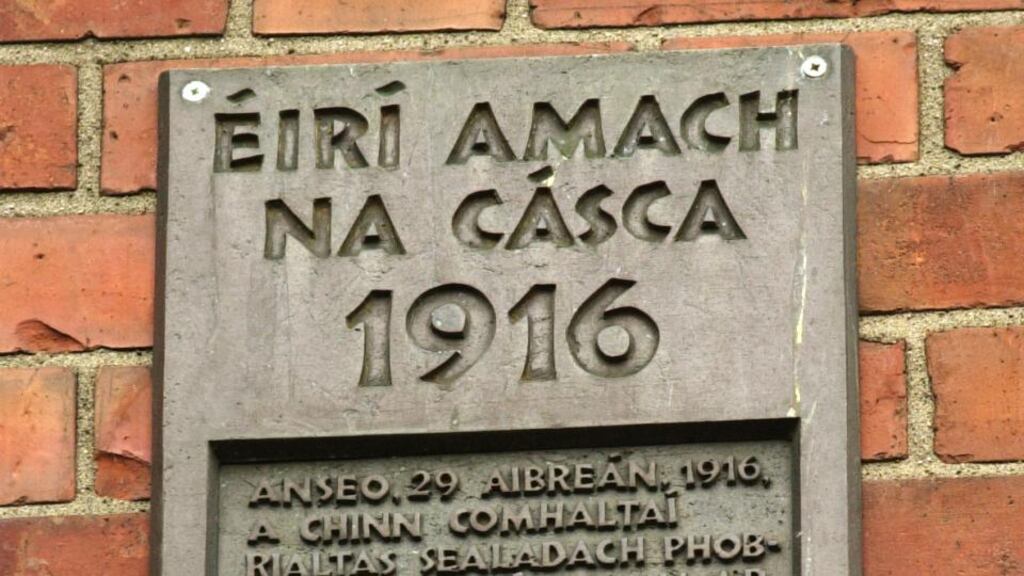 ÉIRÍ AMACH
NA CÁSCA
1916
ANSEO, 29 AIBREÁN, 1916,
A CHINN COMHALTAÍ
RIALTAS SEALADACH PHOB-